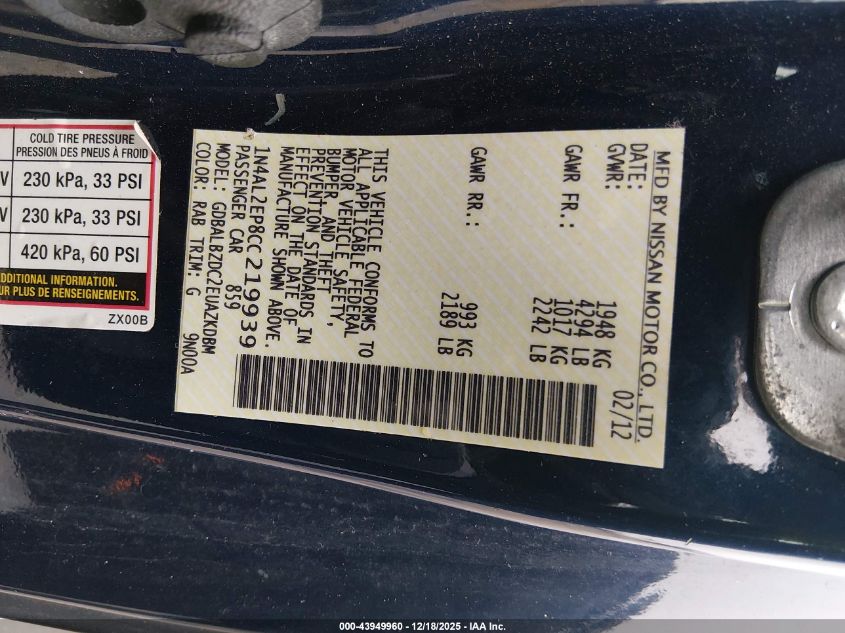 COLD TIRE PRESSURE
PRESSION DES PNEUS À FROID
230 kPa, 33 PSI
230 kPa, 33 PSI
420 kPa, 60 PSI
ADDITIONAL INFORMATION.
PLUS DE RENSEIGNEMENTS.
ZX00B
MFD BY NISSAN MOTOR CO., LTD.
DATE: 02/12
GVWR: 1948 KG
4294 LB
GAWR FR.: 1017 KG
2242 LB
GAWR RR.: 993 KG
2189 LB
THIS VEHICLE CONFORMS TO
ALL APPLICABLE FEDERAL
MOTOR VEHICLE SAFETY,
BUMPER, AND THEFT
PREVENTION STANDARDS IN
EFFECT ON THE DATE OF
MANUFACTURE SHOWN ABOVE.
1N4AL2EP8CC219939
PASSENGER CAR 859
MODEL: GDBALBZDC2EUAZKDBM
COLOR: RAB TRIM: G 9N00A
000-43949960 - 12/18/2025 - IAA Inc.